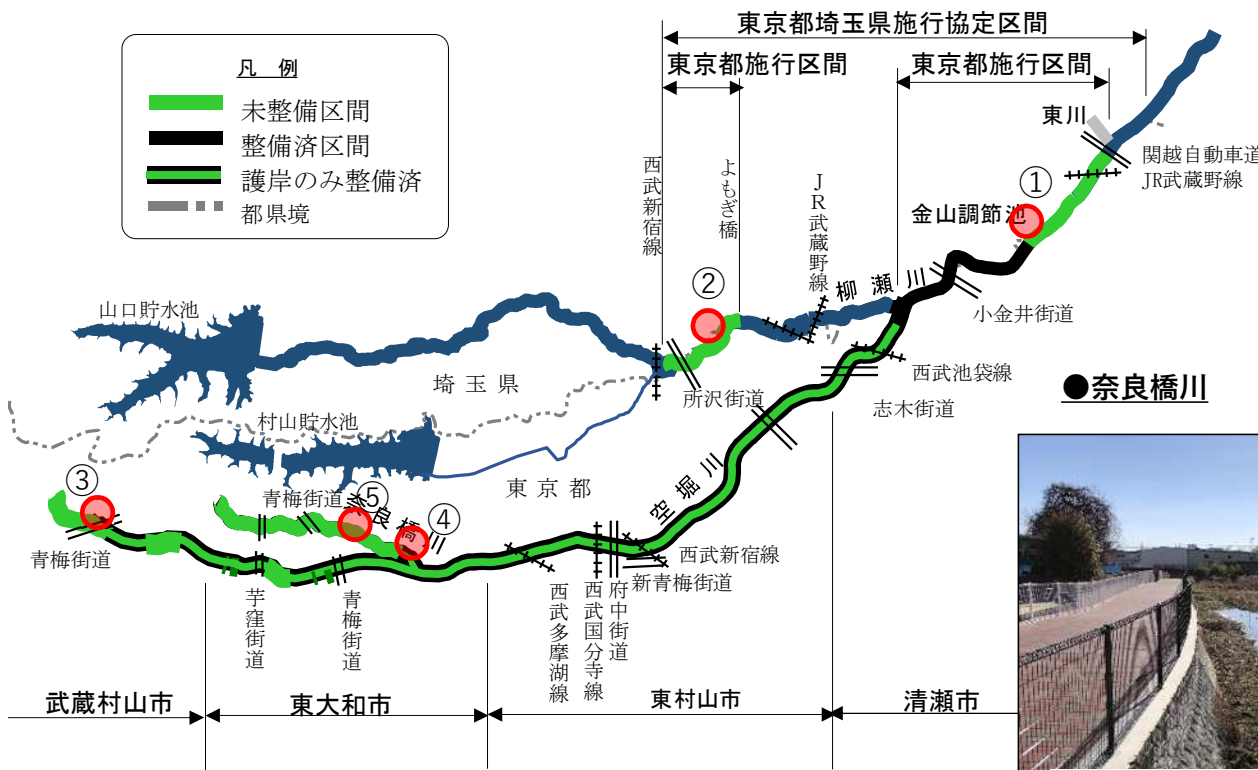 東京都埼玉県施行協定区間
東京都施行区間
東京都施行区間
凡 例
未整備区間
整備済区間
護岸のみ整備済
都県境
東川
関越自動車道
JR武蔵野線
①
金山調節池
西武新宿線
よもぎ橋
JR武蔵野線
②
柳瀬川
小金井街道
山口貯水池
埼玉県
所沢街道
西武池袋線
志木街道
●奈良橋川
村山貯水池
東京都
空堀川
③
青梅街道
⑤
奈良橋川
④
青梅街道
西武新宿線
新青梅街道
芋窪街道
青梅街道
西武多摩湖線
西武国分寺線
府中街道
武蔵村山市
東大和市
東村山市
清瀬市